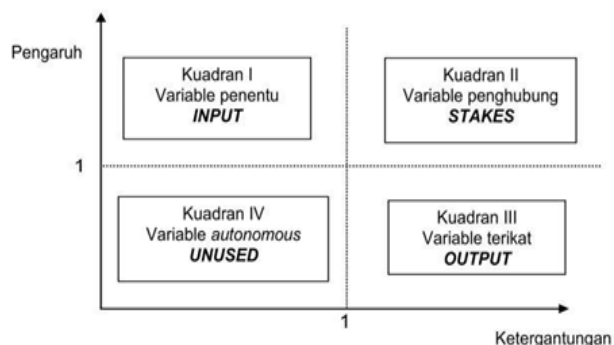 Pengaruh
Kuadran I
Variable penentu
INPUT
Kuadran II
Variable penghubung
STAKES
1
Kuadran IV
Variable autonomous
UNUSED
Kuadran III
Variable terikat
OUTPUT
1
Ketergantungan